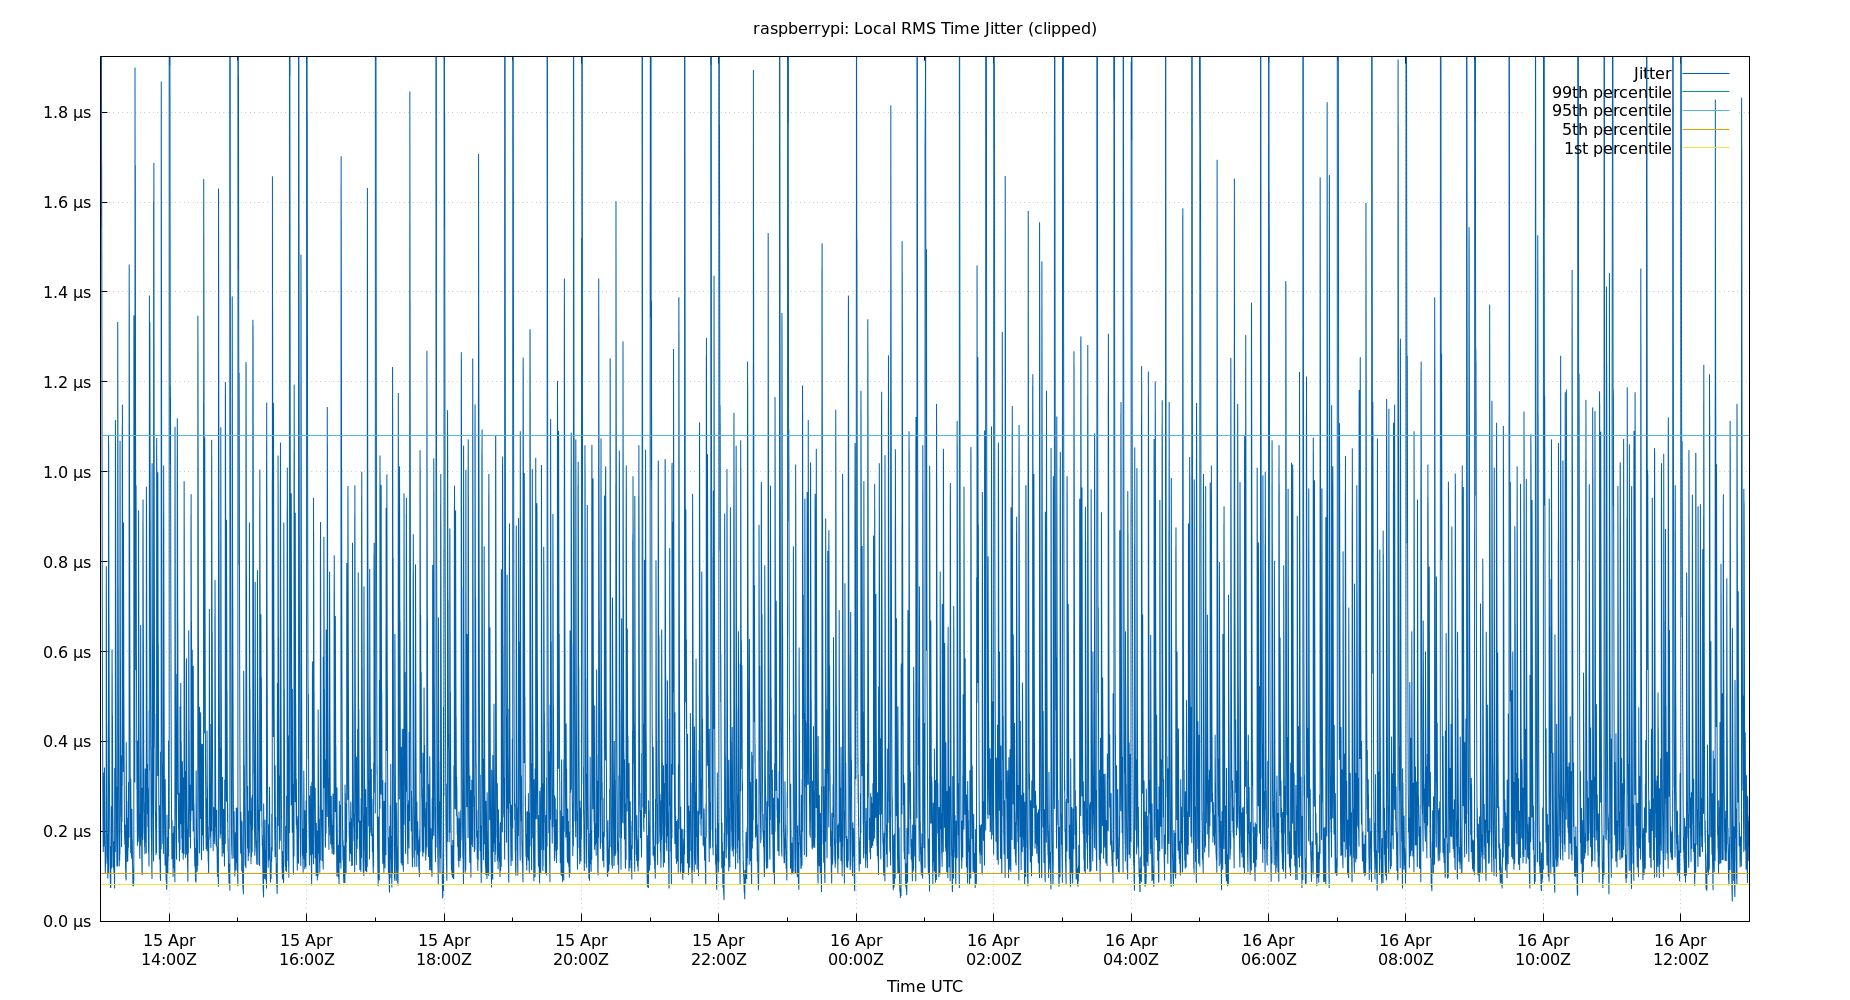 raspberrypi: Local RMS Time Jitter (clipped)
Jitter
99th percentile
95th percentile
5th percentile
1st percentile
1.8 µs
1.6 µs
1.4 µs
1.2 µs
1.0 µs
0.8 µs
0.6 µs
0.4 µs
0.2 µs
0.0 µs
15 Apr 15 Apr 15 Apr 15 Apr 15 Apr 16 Apr 16 Apr 16 Apr 16 Apr 16 Apr 16 Apr 16 Apr
14:00Z 16:00Z 18:00Z 20:00Z 22:00Z 00:00Z 02:00Z 04:00Z 06:00Z 08:00Z 10:00Z 12:00Z
Time UTC